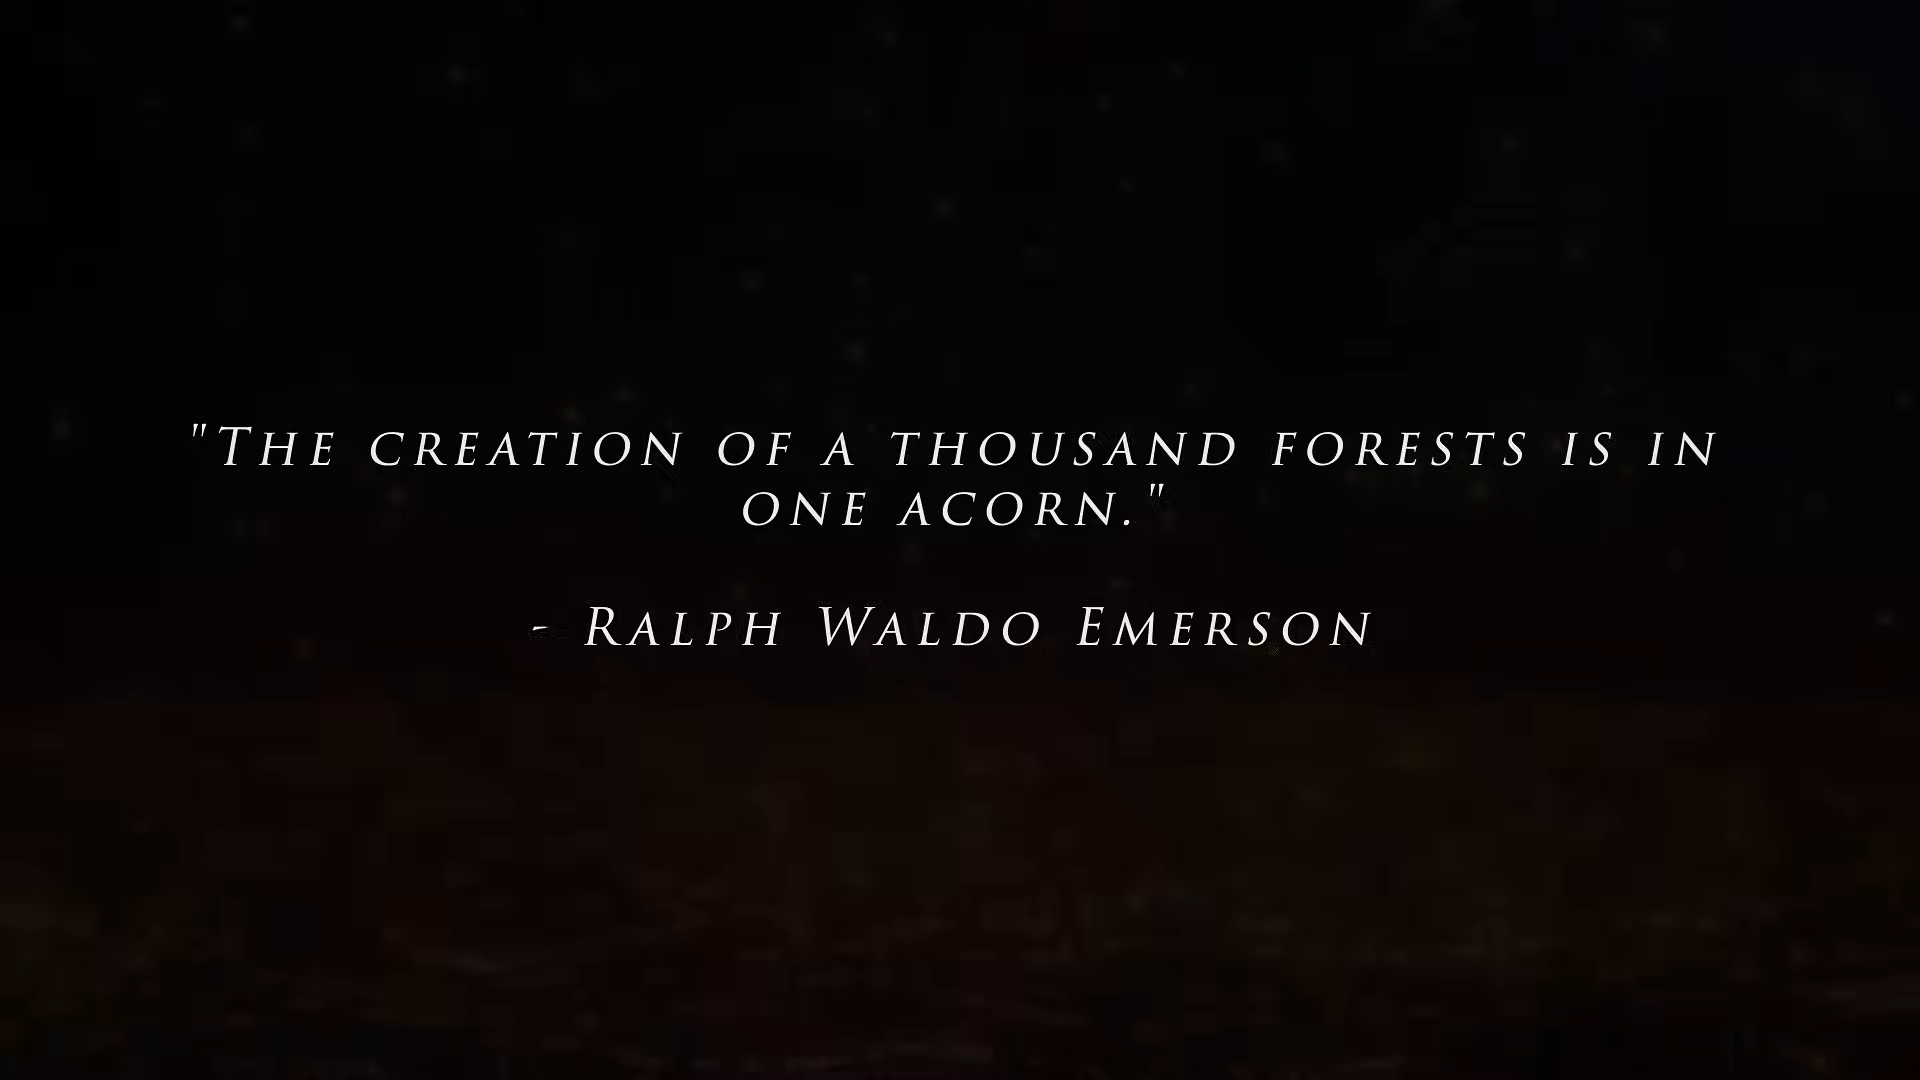 "The creation of a thousand forests is in
one acorn."
- Ralph Waldo Emerson